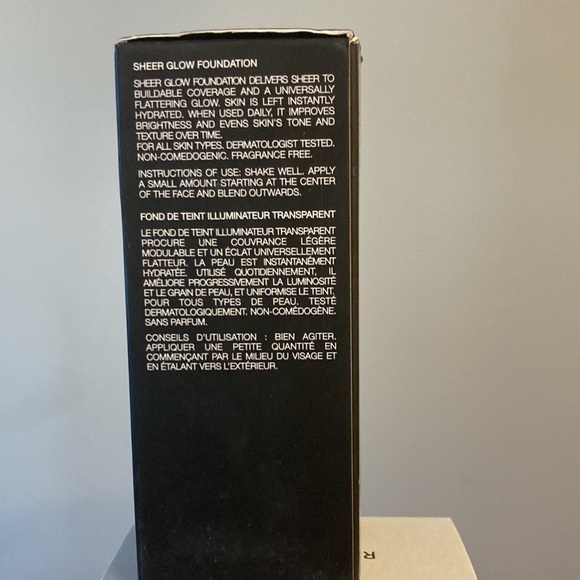 SHEER GLOW FOUNDATION
SHEER GLOW FOUNDATION DELIVERS SHEER TO
BUILDABLE COVERAGE AND A UNIVERSALLY
FLATTERING GLOW. SKIN IS LEFT INSTANTLY
HYDRATED. WHEN USED DAILY, IT IMPROVES
BRIGHTNESS AND EVENS SKIN'S TONE AND
TEXTURE OVER TIME.
FOR ALL SKIN TYPES. DERMATOLOGIST TESTED.
NON-COMEDOGENIC. FRAGRANCE FREE.
INSTRUCTIONS OF USE: SHAKE WELL. APPLY
A SMALL AMOUNT STARTING AT THE CENTER
OF THE FACE AND BLEND OUTWARDS.
FOND DE TEINT ILLUMINATEUR TRANSPARENT
LE FOND DE TEINT ILLUMINATEUR TRANSPARENT
PROCURE UNE COUVRANCE LÉGÈRE
MODULABLE ET UN ÉCLAT UNIVERSELLEMENT
FLATTEUR. LA PEAU EST INSTANTANÉMENT
HYDRATÉE. UTILISÉ QUOTIDIENNEMENT, IL
AMÉLIORE PROGRESSIVEMENT LA LUMINOSITÉ
ET LE GRAIN DE PEAU, ET UNIFORMISE LE TEINT.
POUR TOUS TYPES DE PEAU. TESTÉ
DERMATOLOGIQUEMENT. NON-COMÉDOGÈNE.
SANS PARFUM.
CONSEILS D'UTILISATION : BIEN AGITER.
APPLIQUER UNE PETITE QUANTITÉ EN
COMMENÇANT PAR LE MILIEU DU VISAGE ET
EN ÉTALANT VERS L'EXTÉRIEUR.